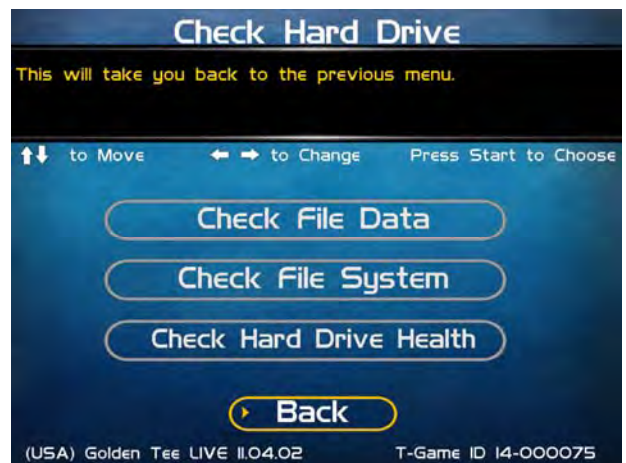 Check Hard Drive
This will take you back to the previous menu.
to Move to Change Press Start to Choose
Check File Data
Check File System
Check Hard Drive Health
Back
(USA) Golden Tee LIVE 11.04.02 T-Game ID 14-000075